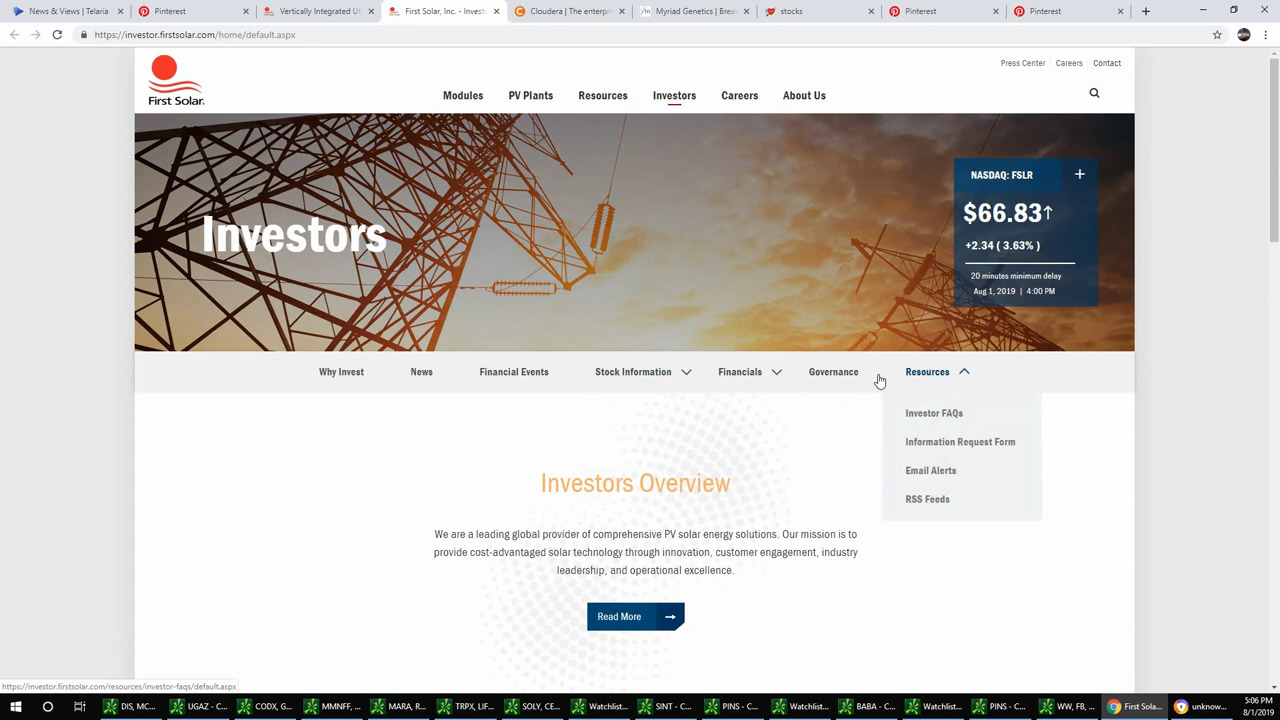 News & Views | Telaria
Pinterest
Vertically Integrated Ut
First Solar, Inc. - Investo
Cloudera | The enterpri
Myriad Genetics | Break
stocks
Pinterest
Pinterest
https://investor.firstsolar.com/home/default.aspx
Press Center
Careers
Contact
First Solar.
Modules
PV Plants
Resources
Investors
Careers
About Us
NASDAQ: FSLR
+
$66.83↑
+2.34 ( 3.63% )
20 minutes minimum delay
Aug 1, 2019 | 4:00 PM
Investors
Why Invest
News
Financial Events
Stock Information
Financials
Governance
Resources
Investor FAQs
Information Request Form
Email Alerts
RSS Feeds
Investors Overview
We are a leading global provider of comprehensive PV solar energy solutions. Our mission is to
provide cost-advantaged solar technology through innovation, customer engagement, industry
leadership, and operational excellence.
Read More →
https://investor.firstsolar.com/resources/investor-faqs/default.aspx
DIS, MC...
UGAZ - C...
CODX, G...
MMNFF, ...
MARA, R...
TRPX, LIF...
SOLY, CE...
Watchlist...
SINT - C...
PINS - C...
Watchlist...
BABA - C...
Watchlist...
PINS - C...
WW, FB, ...
First Sola...
unknow...
5:06 PM
8/1/2019